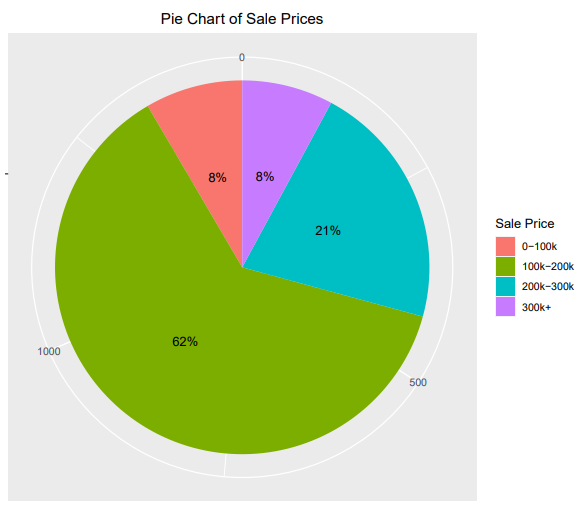 Pie Chart of Sale Prices
0
8%
8%
21%
62%
1000
500
Sale Price
0−100k
100k−200k
200k−300k
300k+